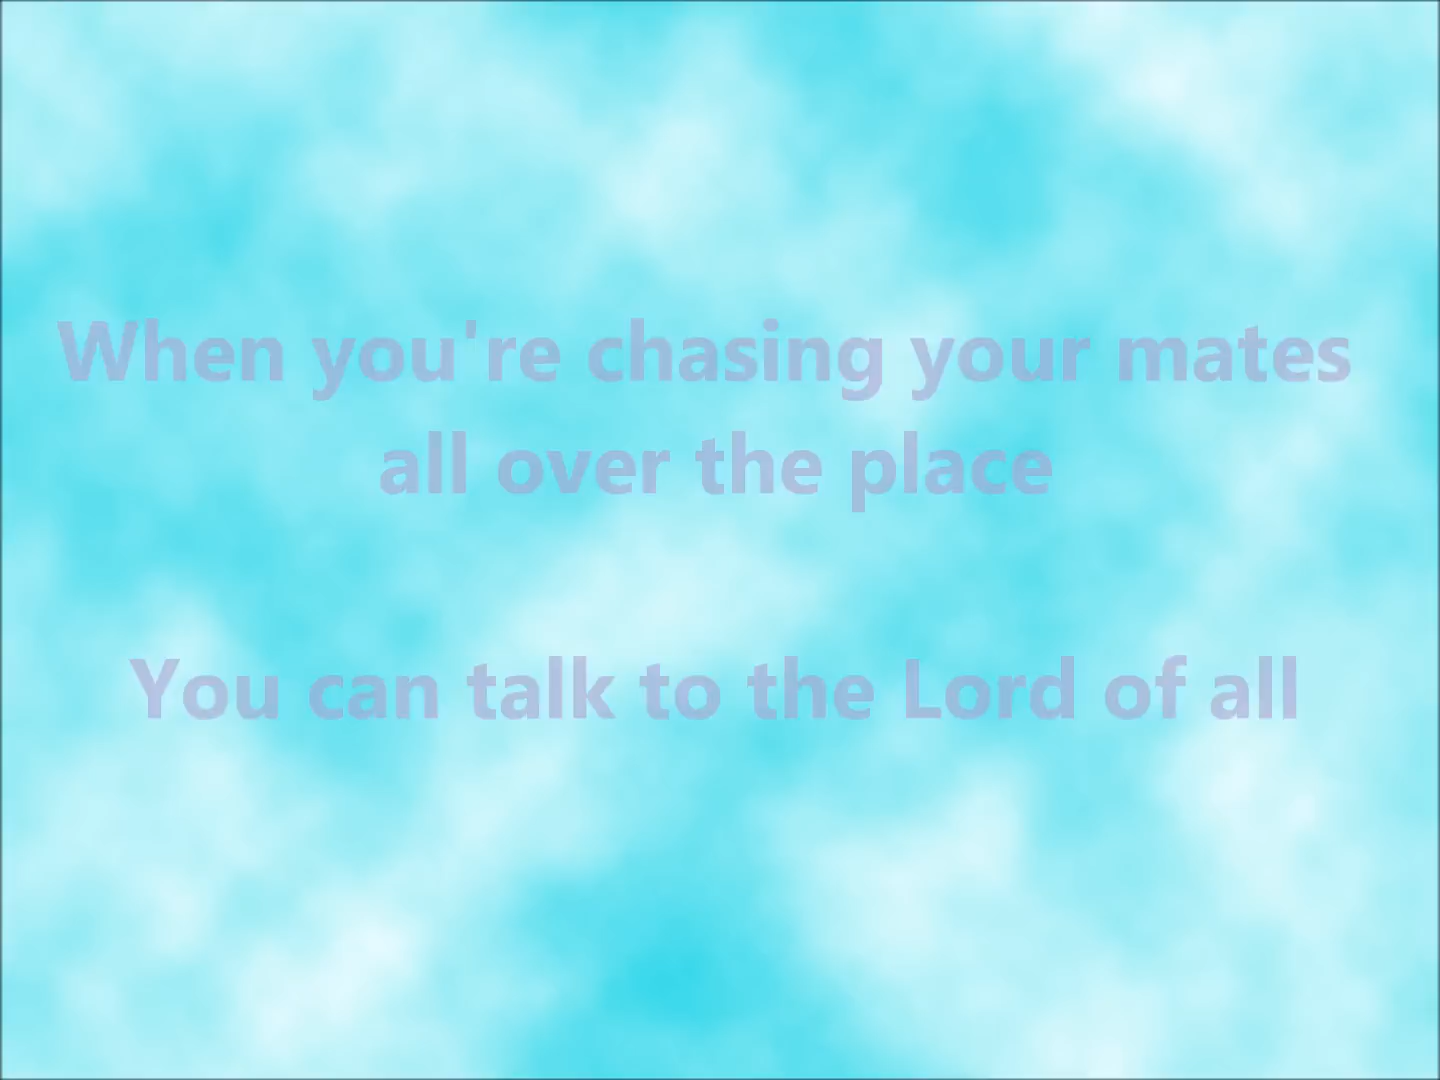 When you're chasing your mates
all over the place
You can talk to the Lord of all